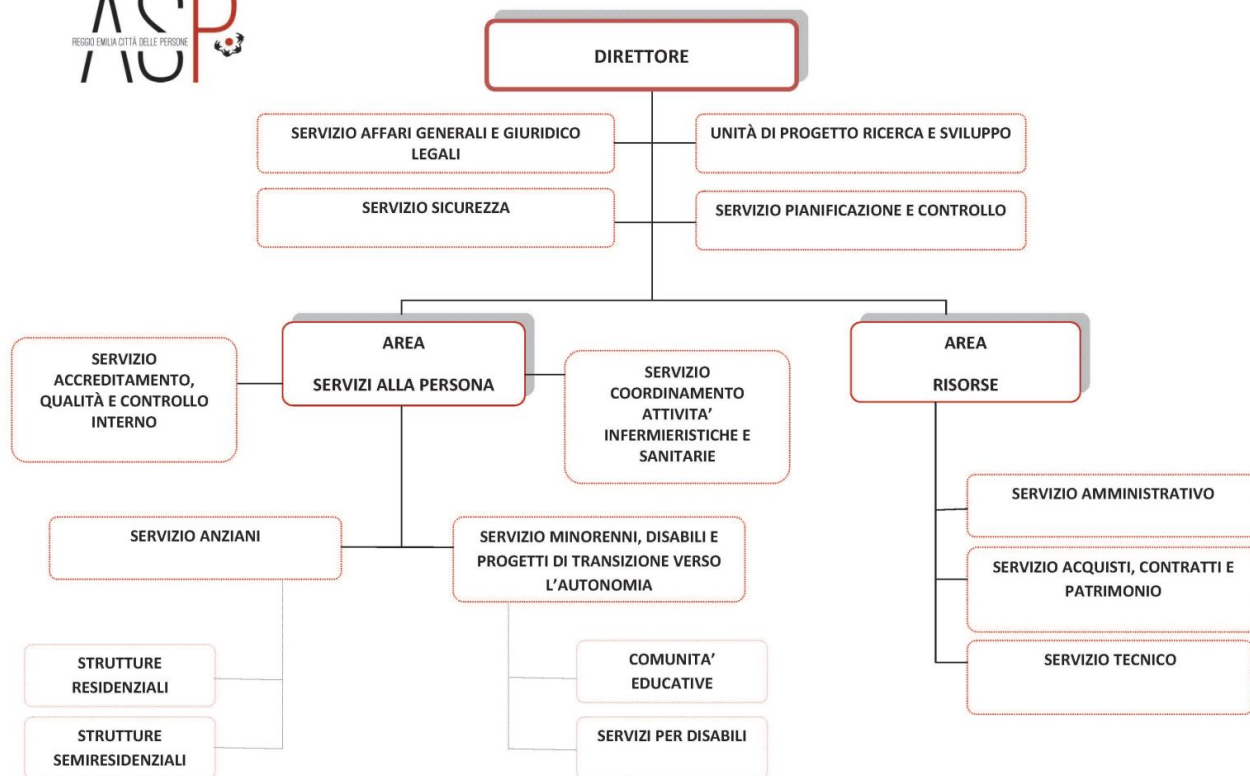 ASP
REGGIO EMILIA CITTÀ DELLE PERSONE
DIRETTORE
SERVIZIO AFFARI GENERALI E GIURIDICO
LEGALI
UNITÀ DI PROGETTO RICERCA E SVILUPPO
SERVIZIO SICUREZZA
SERVIZIO PIANIFICAZIONE E CONTROLLO
AREA
SERVIZI ALLA PERSONA
AREA
RISORSE
SERVIZIO
ACCREDITAMENTO,
QUALITÀ E CONTROLLO
INTERNO
SERVIZIO
COORDINAMENTO
ATTIVITA’
INFERMIERISTICHE E
SANITARIE
SERVIZIO ANZIANI
SERVIZIO MINORENNI, DISABILI E
PROGETTI DI TRANSIZIONE VERSO
L’AUTONOMIA
SERVIZIO AMMINISTRATIVO
SERVIZIO ACQUISTI, CONTRATTI E
PATRIMONIO
SERVIZIO TECNICO
STRUTTURE
RESIDENZIALI
STRUTTURE
SEMIRESIDENZIALI
COMUNITA’
EDUCATIVE
SERVIZI PER DISABILI